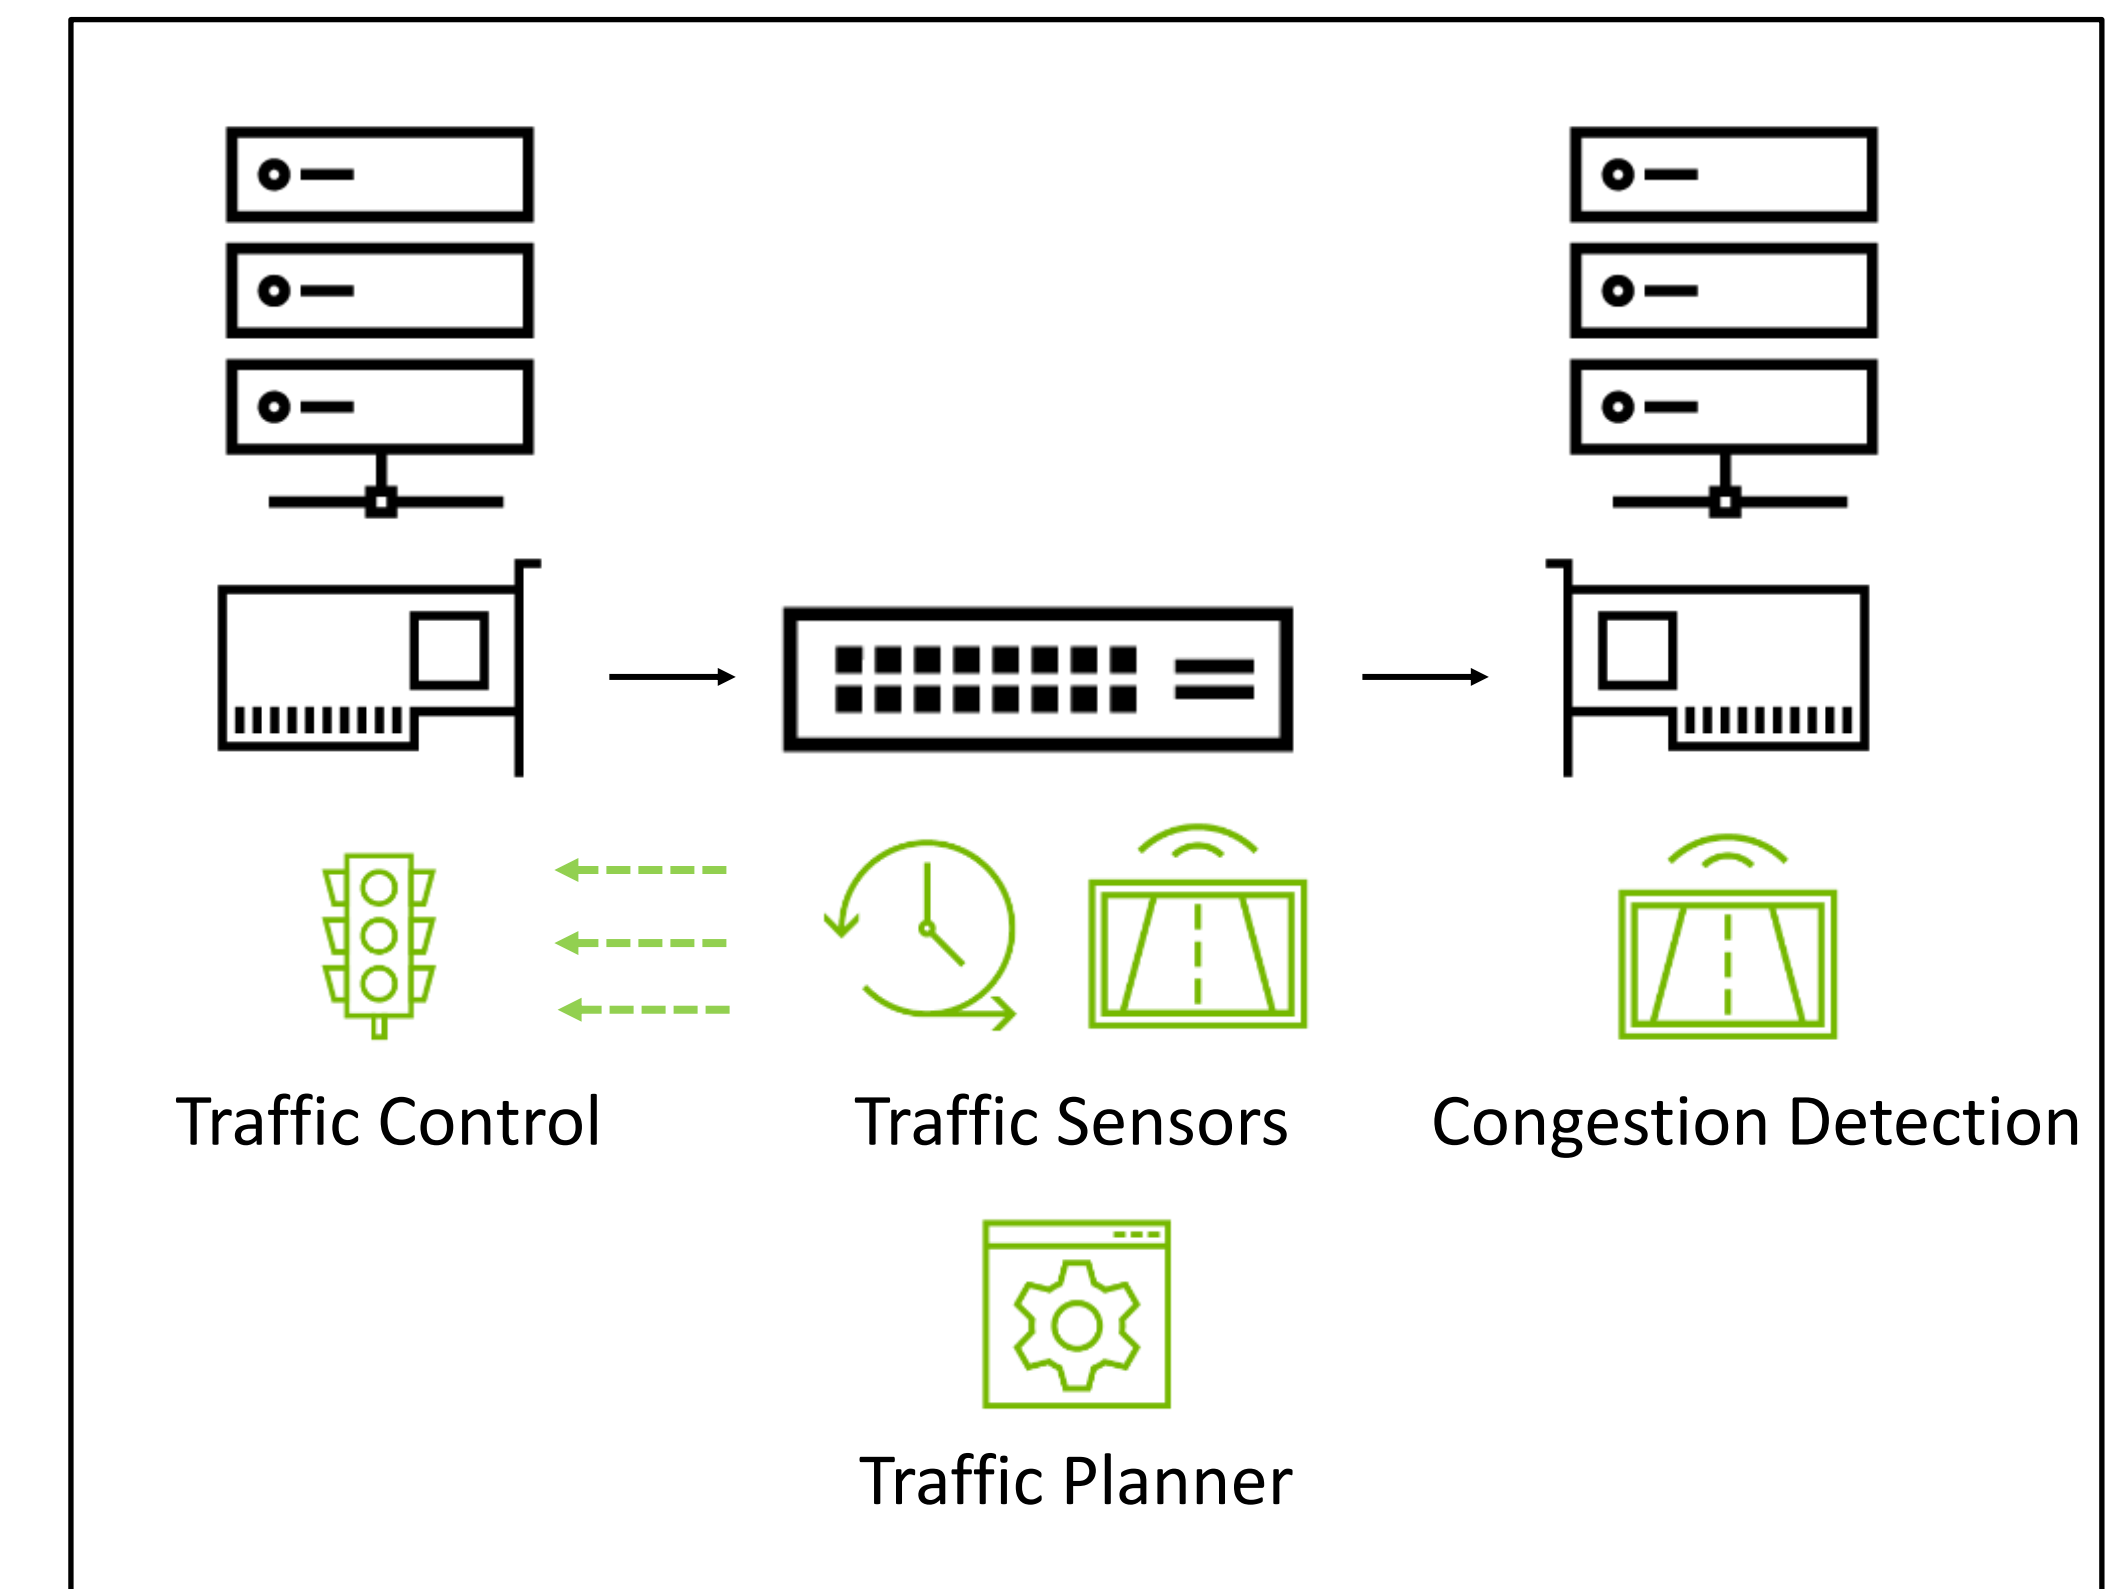 Traffic Control
Traffic Sensors
Congestion Detection
Traffic Planner